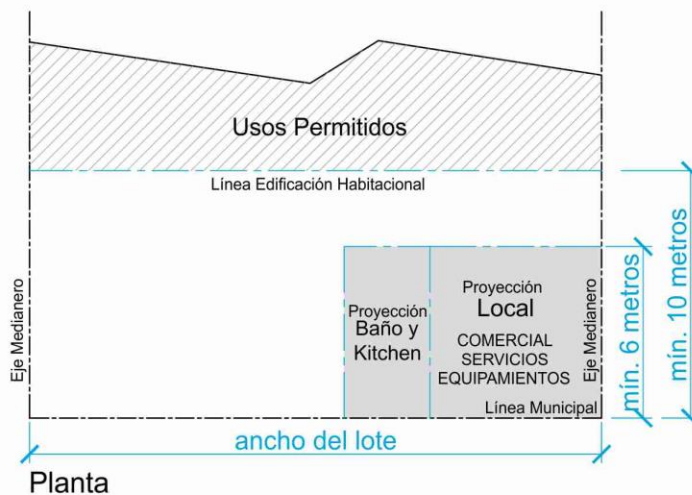 Usos Permitidos
Línea Edificación Habitacional
Eje Medianero
Proyección
Baño y
Kitchen
Proyección
Local
COMERCIAL
SERVICIOS
EQUIPAMIENTOS
Línea Municipal
Eje Medianero
mín. 6 metros
mín. 10 metros
ancho del lote
Planta